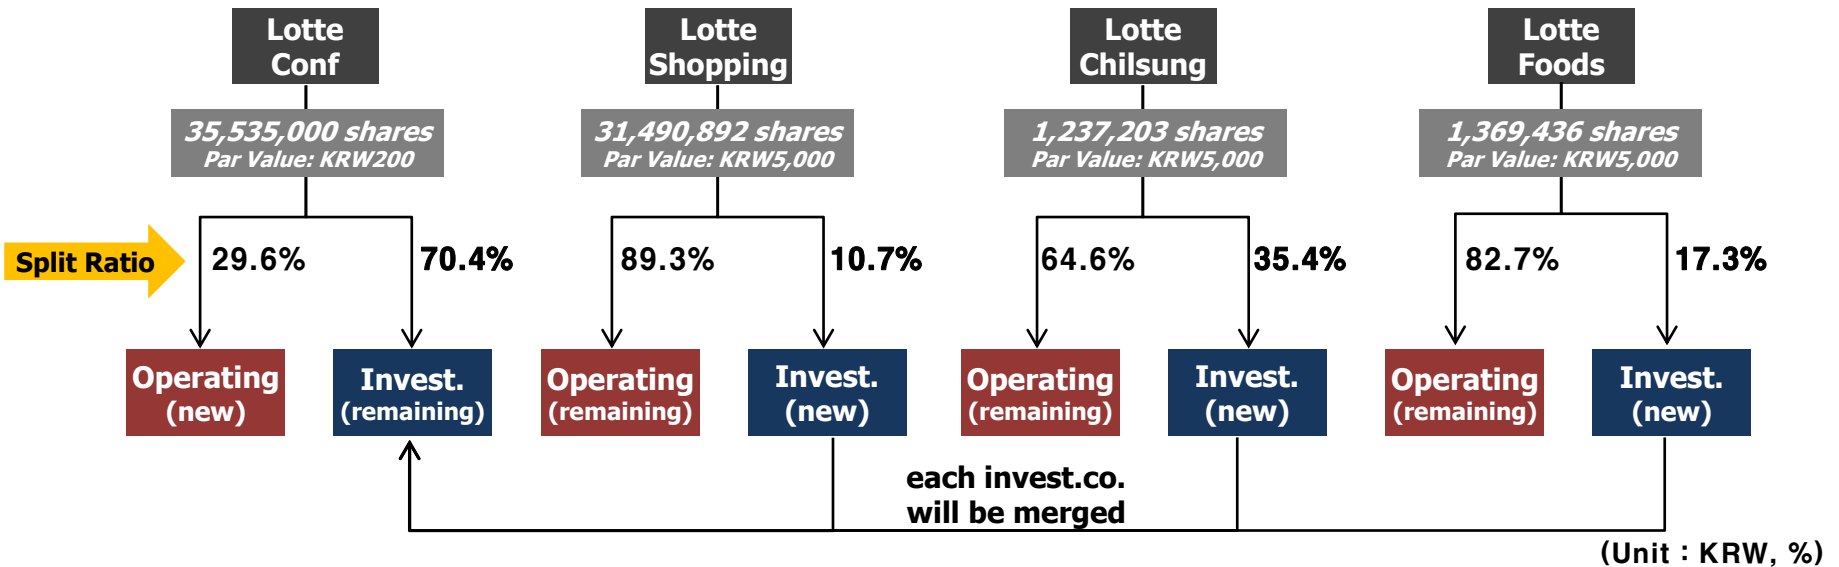 Lotte
Conf
Lotte
Shopping
Lotte
Chilsung
Lotte
Foods
35,535,000 shares
Par Value: KRW200
31,490,892 shares
Par Value: KRW5,000
1,237,203 shares
Par Value: KRW5,000
1,369,436 shares
Par Value: KRW5,000
Split Ratio
29.6%
70.4%
89.3%
10.7%
64.6%
35.4%
82.7%
17.3%
Operating
(new)
Invest.
(remaining)
Operating
(remaining)
Invest.
(new)
Operating
(remaining)
Invest.
(new)
Operating
(remaining)
Invest.
(new)
each invest.co.
will be merged
(Unit : KRW, %)